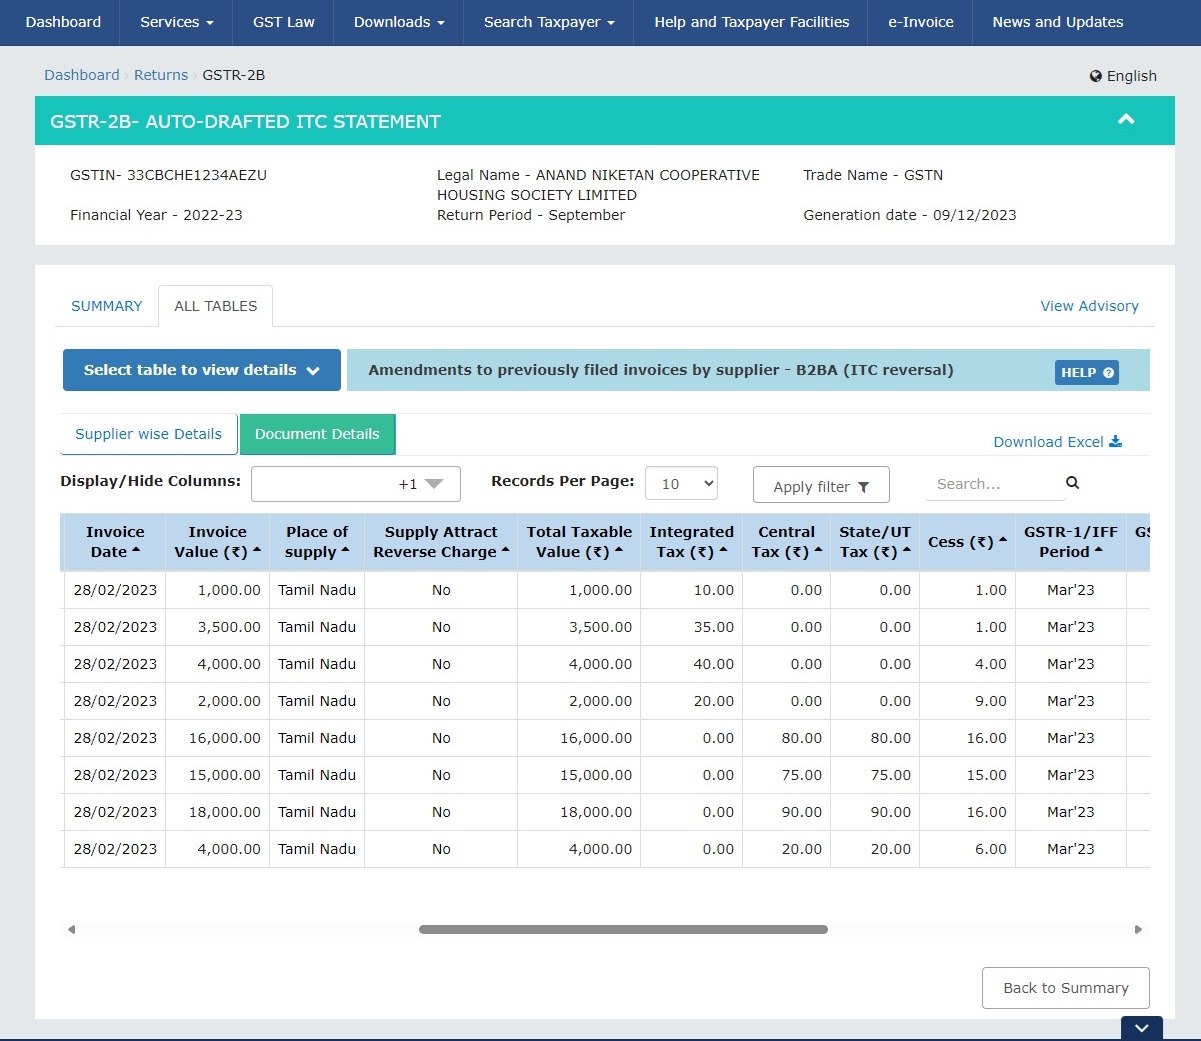 Dashboard Services GST Law Downloads Search Taxpayer Help and Taxpayer Facilities e-Invoice News and Updates
Dashboard › Returns › GSTR-2B English
GSTR-2B- AUTO-DRAFTED ITC STATEMENT
GSTIN- 33CBCHE1234AEZU Legal Name - ANAND NIKETAN COOPERATIVE Trade Name - GSTN
HOUSING SOCIETY LIMITED
Financial Year - 2022-23 Return Period - September Generation date - 09/12/2023
SUMMARY ALL TABLES View Advisory
Select table to view details Amendments to previously filed invoices by supplier - B2BA (ITC reversal) HELP ?
Supplier wise Details Document Details Download Excel
Display/Hide Columns: +1 Records Per Page: 10 Apply filter Search...
Invoice Invoice Place of Supply Attract Total Taxable Integrated Central State/UT Cess (₹) GSTR-1/IFF GS
Date Value (₹) supply Reverse Charge Value (₹) Tax (₹) Tax (₹) Tax (₹) Period
28/02/2023 1,000.00 Tamil Nadu No 1,000.00 10.00 0.00 0.00 1.00 Mar'23
28/02/2023 3,500.00 Tamil Nadu No 3,500.00 35.00 0.00 0.00 1.00 Mar'23
28/02/2023 4,000.00 Tamil Nadu No 4,000.00 40.00 0.00 0.00 4.00 Mar'23
28/02/2023 2,000.00 Tamil Nadu No 2,000.00 20.00 0.00 0.00 9.00 Mar'23
28/02/2023 16,000.00 Tamil Nadu No 16,000.00 0.00 80.00 80.00 16.00 Mar'23
28/02/2023 15,000.00 Tamil Nadu No 15,000.00 0.00 75.00 75.00 15.00 Mar'23
28/02/2023 18,000.00 Tamil Nadu No 18,000.00 0.00 90.00 90.00 16.00 Mar'23
28/02/2023 4,000.00 Tamil Nadu No 4,000.00 0.00 20.00 20.00 6.00 Mar'23
Back to Summary